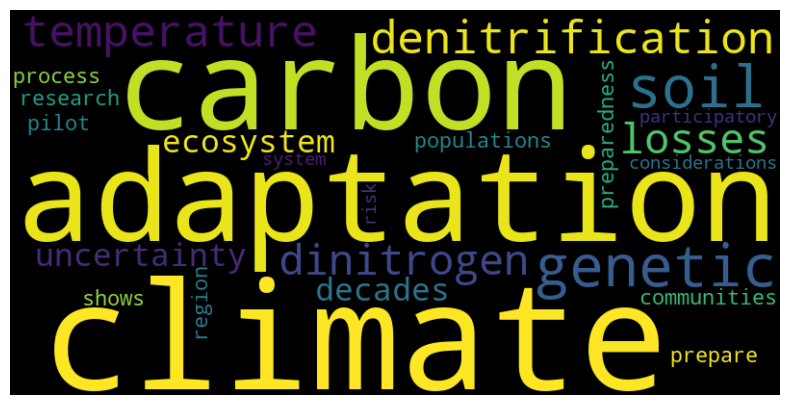 temperature
denitrification
process
carbon
soil
research
preparedness
participatory
pilot
ecosystem
populations
losses
system
considerations
adaptation
risk
uncertainty
dinitrogen
genetic
decades
region
shows
communities
climate
prepare